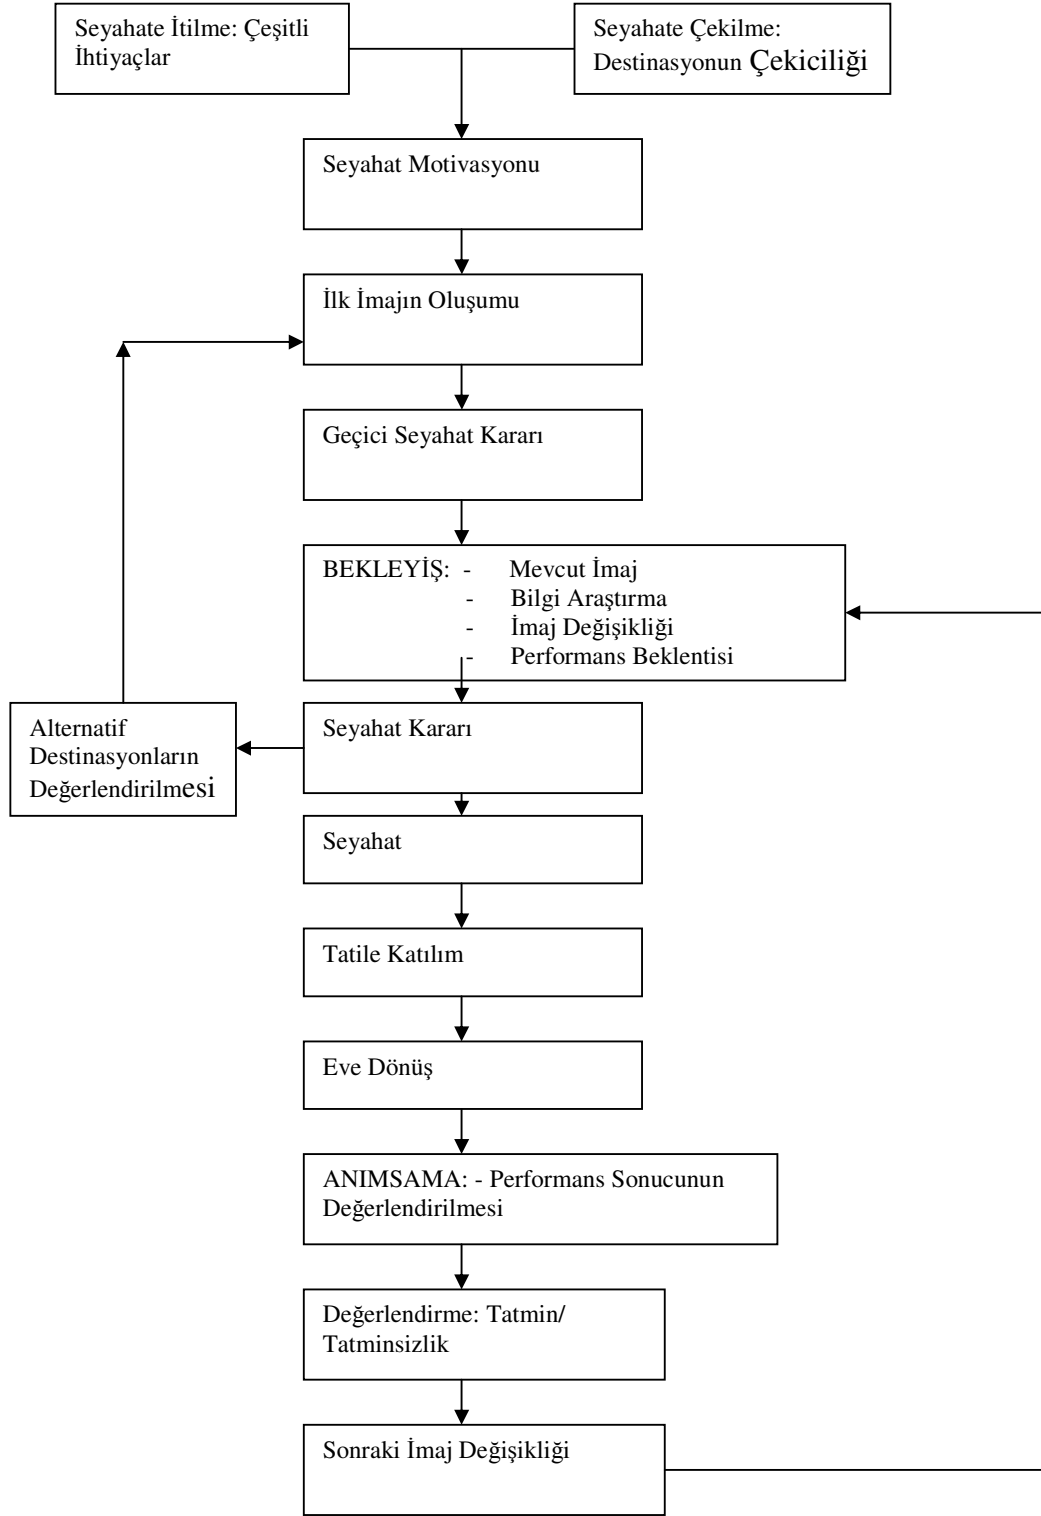 Seyahate İtilme: Çeşitli
İhtiyaçlar
Seyahate Çekilme:
Destinasyonun Çekiciliği
Seyahat Motivasyonu
İlk İmajın Oluşumu
Geçici Seyahat Kararı
BEKLEYİŞ: - Mevcut İmaj
- Bilgi Araştırma
- İmaj Değişikliği
- Performans Beklentisi
Alternatif
Destinasyonların
Değerlendirilmesi
Seyahat Kararı
Seyahat
Tatile Katılım
Eve Dönüş
ANIMSAMA: - Performans Sonucunun
Değerlendirilmesi
Değerlendirme: Tatmin/
Tatminsizlik
Sonraki İmaj Değişikliği